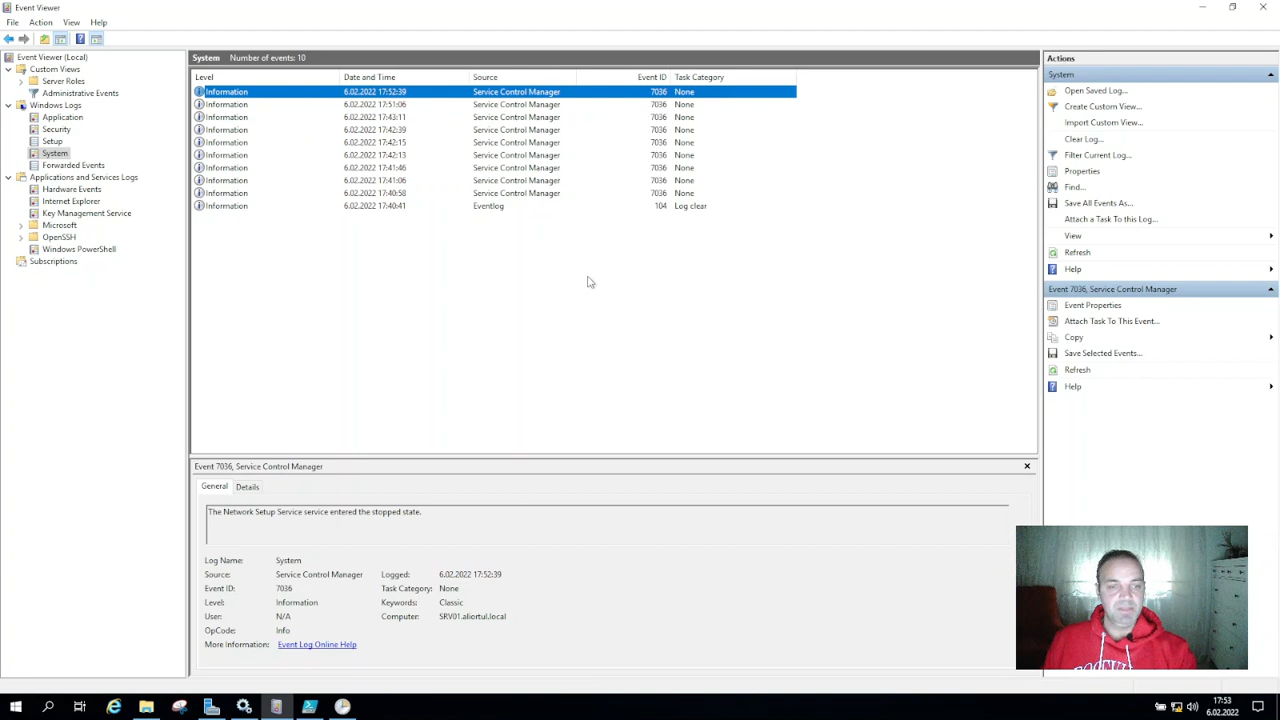 Event Viewer
File Action View Help
Event Viewer (Local)
Custom Views
Server Roles
Administrative Events
Windows Logs
Application
Security
Setup
System
Forwarded Events
Applications and Services Logs
Hardware Events
Internet Explorer
Key Management Service
Microsoft
OpenSSH
Windows PowerShell
Subscriptions
System Number of events: 10
Level Date and Time Source Event ID Task Category
Information 6.02.2022 17:52:39 Service Control Manager 7036 None
Information 6.02.2022 17:51:06 Service Control Manager 7036 None
Information 6.02.2022 17:43:11 Service Control Manager 7036 None
Information 6.02.2022 17:42:39 Service Control Manager 7036 None
Information 6.02.2022 17:42:15 Service Control Manager 7036 None
Information 6.02.2022 17:42:13 Service Control Manager 7036 None
Information 6.02.2022 17:41:46 Service Control Manager 7036 None
Information 6.02.2022 17:41:06 Service Control Manager 7036 None
Information 6.02.2022 17:40:58 Service Control Manager 7036 None
Information 6.02.2022 17:40:41 Eventlog 104 Log clear
Event 7036, Service Control Manager
General Details
The Network Setup Service service entered the stopped state.
Log Name: System
Source: Service Control Manager Logged: 6.02.2022 17:52:39
Event ID: 7036 Task Category: None
Level: Information Keywords: Classic
User: N/A Computer: SRV01.aliortul.local
OpCode: Info
More Information: Event Log Online Help
Actions
System
Open Saved Log...
Create Custom View...
Import Custom View...
Clear Log...
Filter Current Log...
Properties
Find...
Save All Events As...
Attach a Task To this Log...
View
Refresh
Help
Event 7036, Service Control Manager
Event Properties
Attach Task To This Event...
Copy
Save Selected Events...
Refresh
Help
17:53
6.02.2022